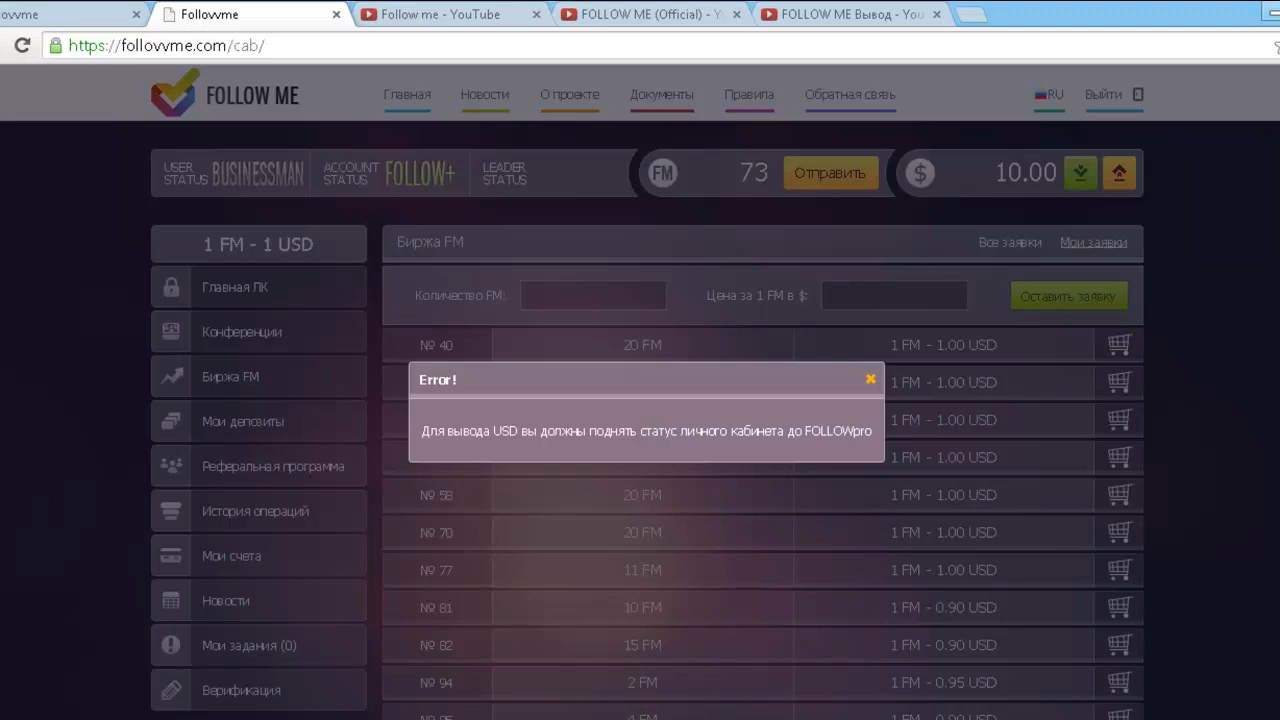 ovvme
Followme
Follow me - YouTube
FOLLOW ME (Official) - Y
FOLLOW ME Вывод - You
https://followme.com/cab/
FOLLOW ME
Главная
Новости
О проекте
Документы
Правила
Обратная связь
RU
Выйти
USER STATUS BUSINESSMAN
ACCOUNT STATUS FOLLOW+
LEADER STATUS
FM 73 Отправить
$ 10.00
1 FM - 1 USD
Главная ЛК
Конференции
Биржа FM
Мои депозиты
Реферальная программа
История операций
Мои счета
Новости
Мои задания (0)
Верификация
Биржа FM
Все заявки
Мои заявки
Количество FM:
Цена за 1 FM в $:
Оставить заявку
№ 40 20 FM 1 FM - 1.00 USD
1 FM - 0.90 USD
1 FM - 1.00 USD
1 FM - 1.00 USD
№ 58 20 FM 1 FM - 1.00 USD
№ 70 20 FM 1 FM - 1.00 USD
№ 77 11 FM 1 FM - 1.00 USD
№ 81 10 FM 1 FM - 0.90 USD
№ 82 15 FM 1 FM - 0.90 USD
№ 94 2 FM 1 FM - 0.95 USD
Error!
Для вывода USD вы должны поднять статус личного кабинета до FOLLOWpro